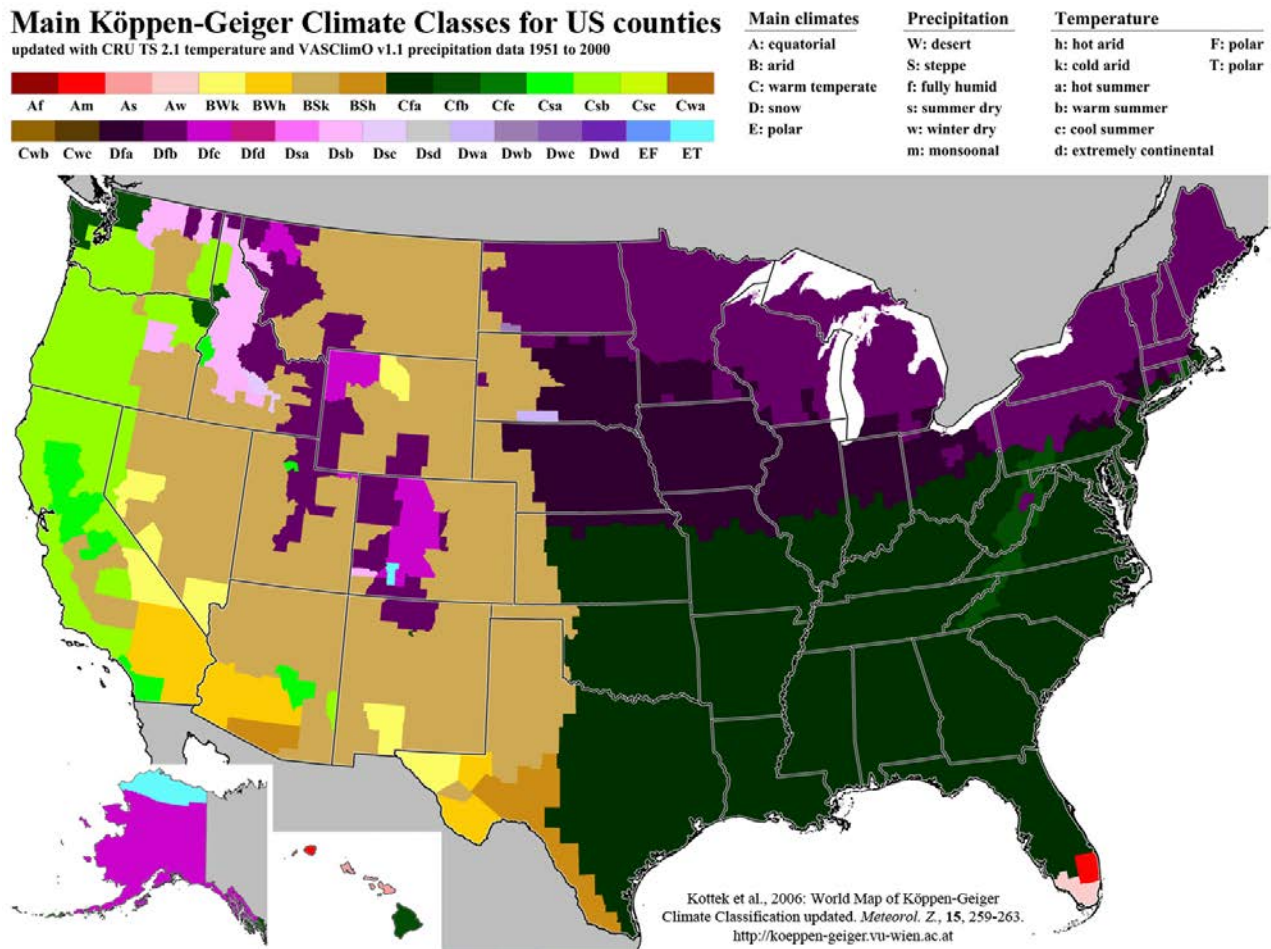 Main Köppen-Geiger Climate Classes for US counties
updated with CRU TS 2.1 temperature and VASClimO v1.1 precipitation data 1951 to 2000
Af Am As Aw BWk BWh BSk BSh Cfa Cfb Cfc Csa Csb Csc Cwa
Cwb Cwc Dfa Dfb Dfc Dfd Dsa Dsb Dsc Dsd Dwa Dwb Dwc Dwd EF ET
Main climates
A: equatorial
B: arid
C: warm temperate
D: snow
E: polar
Precipitation
W: desert
S: steppe
f: fully humid
s: summer dry
w: winter dry
m: monsoonal
Temperature
h: hot arid F: polar
k: cold arid T: polar
a: hot summer
b: warm summer
c: cool summer
d: extremely continental
Kottek et al., 2006: World Map of Köppen-Geiger
Climate Classification updated. Meteorol. Z., 15, 259-263.
http://koeppen-geiger.vu-wien.ac.at